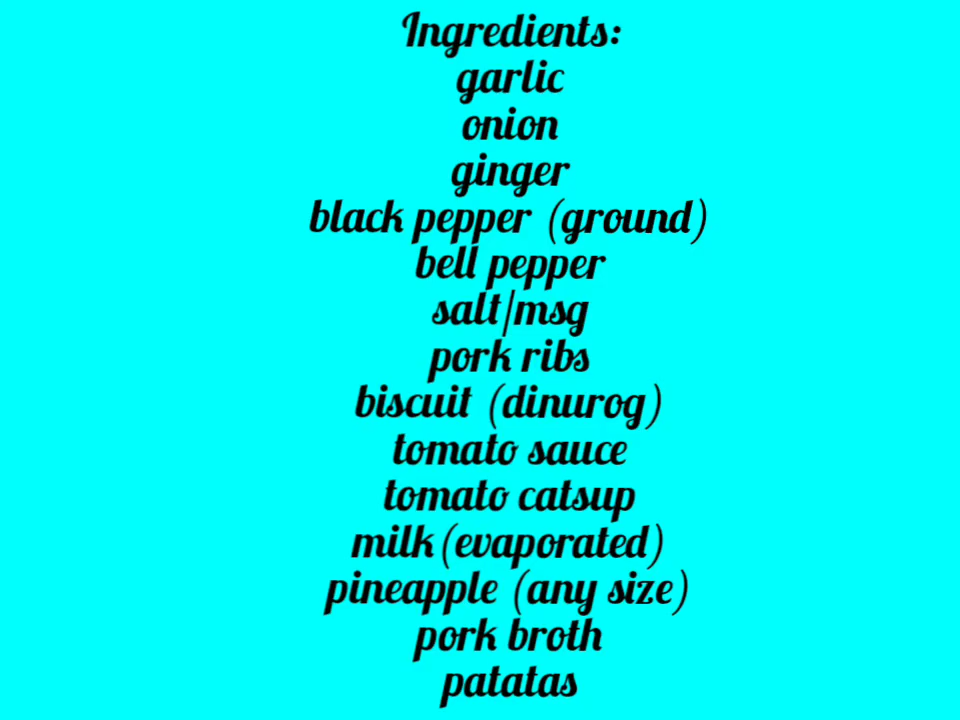 Ingredients:
garlic
onion
ginger
black pepper (ground)
bell pepper
salt/msg
pork ribs
biscuit (dinurog)
tomato sauce
tomato catsup
milk(evaporated)
pineapple (any size)
pork broth
patatas